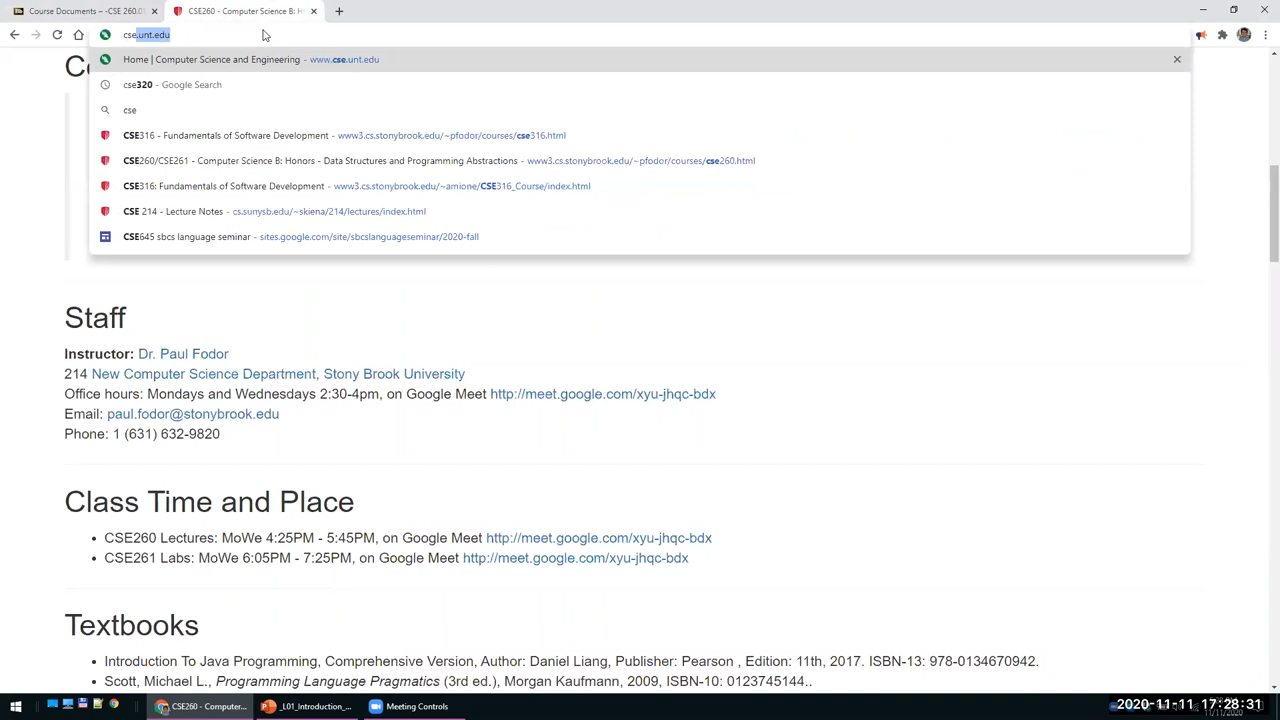 Course Documents – -CSE 260.01
CSE260 - Computer Science B: H
cse.unt.edu
Home | Computer Science and Engineering - www.cse.unt.edu
cse320 - Google Search
cse
CSE316 - Fundamentals of Software Development - www3.cs.stonybrook.edu/~pfodor/courses/cse316.html
CSE260/CSE261 - Computer Science B: Honors - Data Structures and Programming Abstractions - www3.cs.stonybrook.edu/~pfodor/courses/cse260.html
CSE316: Fundamentals of Software Development - www3.cs.stonybrook.edu/~amione/CSE316_Course/index.html
CSE 214 - Lecture Notes - cs.sunysb.edu/~skiena/214/lectures/index.html
CSE645 sbcs language seminar - sites.google.com/site/sbcslanguageseminar/2020-fall
Staff
Instructor: Dr. Paul Fodor
214 New Computer Science Department, Stony Brook University
Office hours: Mondays and Wednesdays 2:30-4pm, on Google Meet http://meet.google.com/xyu-jhqc-bdx
Email: paul.fodor@stonybrook.edu
Phone: 1 (631) 632-9820
Class Time and Place
CSE260 Lectures: MoWe 4:25PM - 5:45PM, on Google Meet http://meet.google.com/xyu-jhqc-bdx
CSE261 Labs: MoWe 6:05PM - 7:25PM, on Google Meet http://meet.google.com/xyu-jhqc-bdx
Textbooks
Introduction To Java Programming, Comprehensive Version, Author: Daniel Liang, Publisher: Pearson , Edition: 11th, 2017. ISBN-13: 978-0134670942.
Scott, Michael L., Programming Language Pragmatics (3rd ed.), Morgan Kaufmann, 2009, ISBN-10: 0123745144..
CSE260 - Computer...
_L01_Introduction_...
Meeting Controls
2020-11-11 17:28:31
11/11/2020